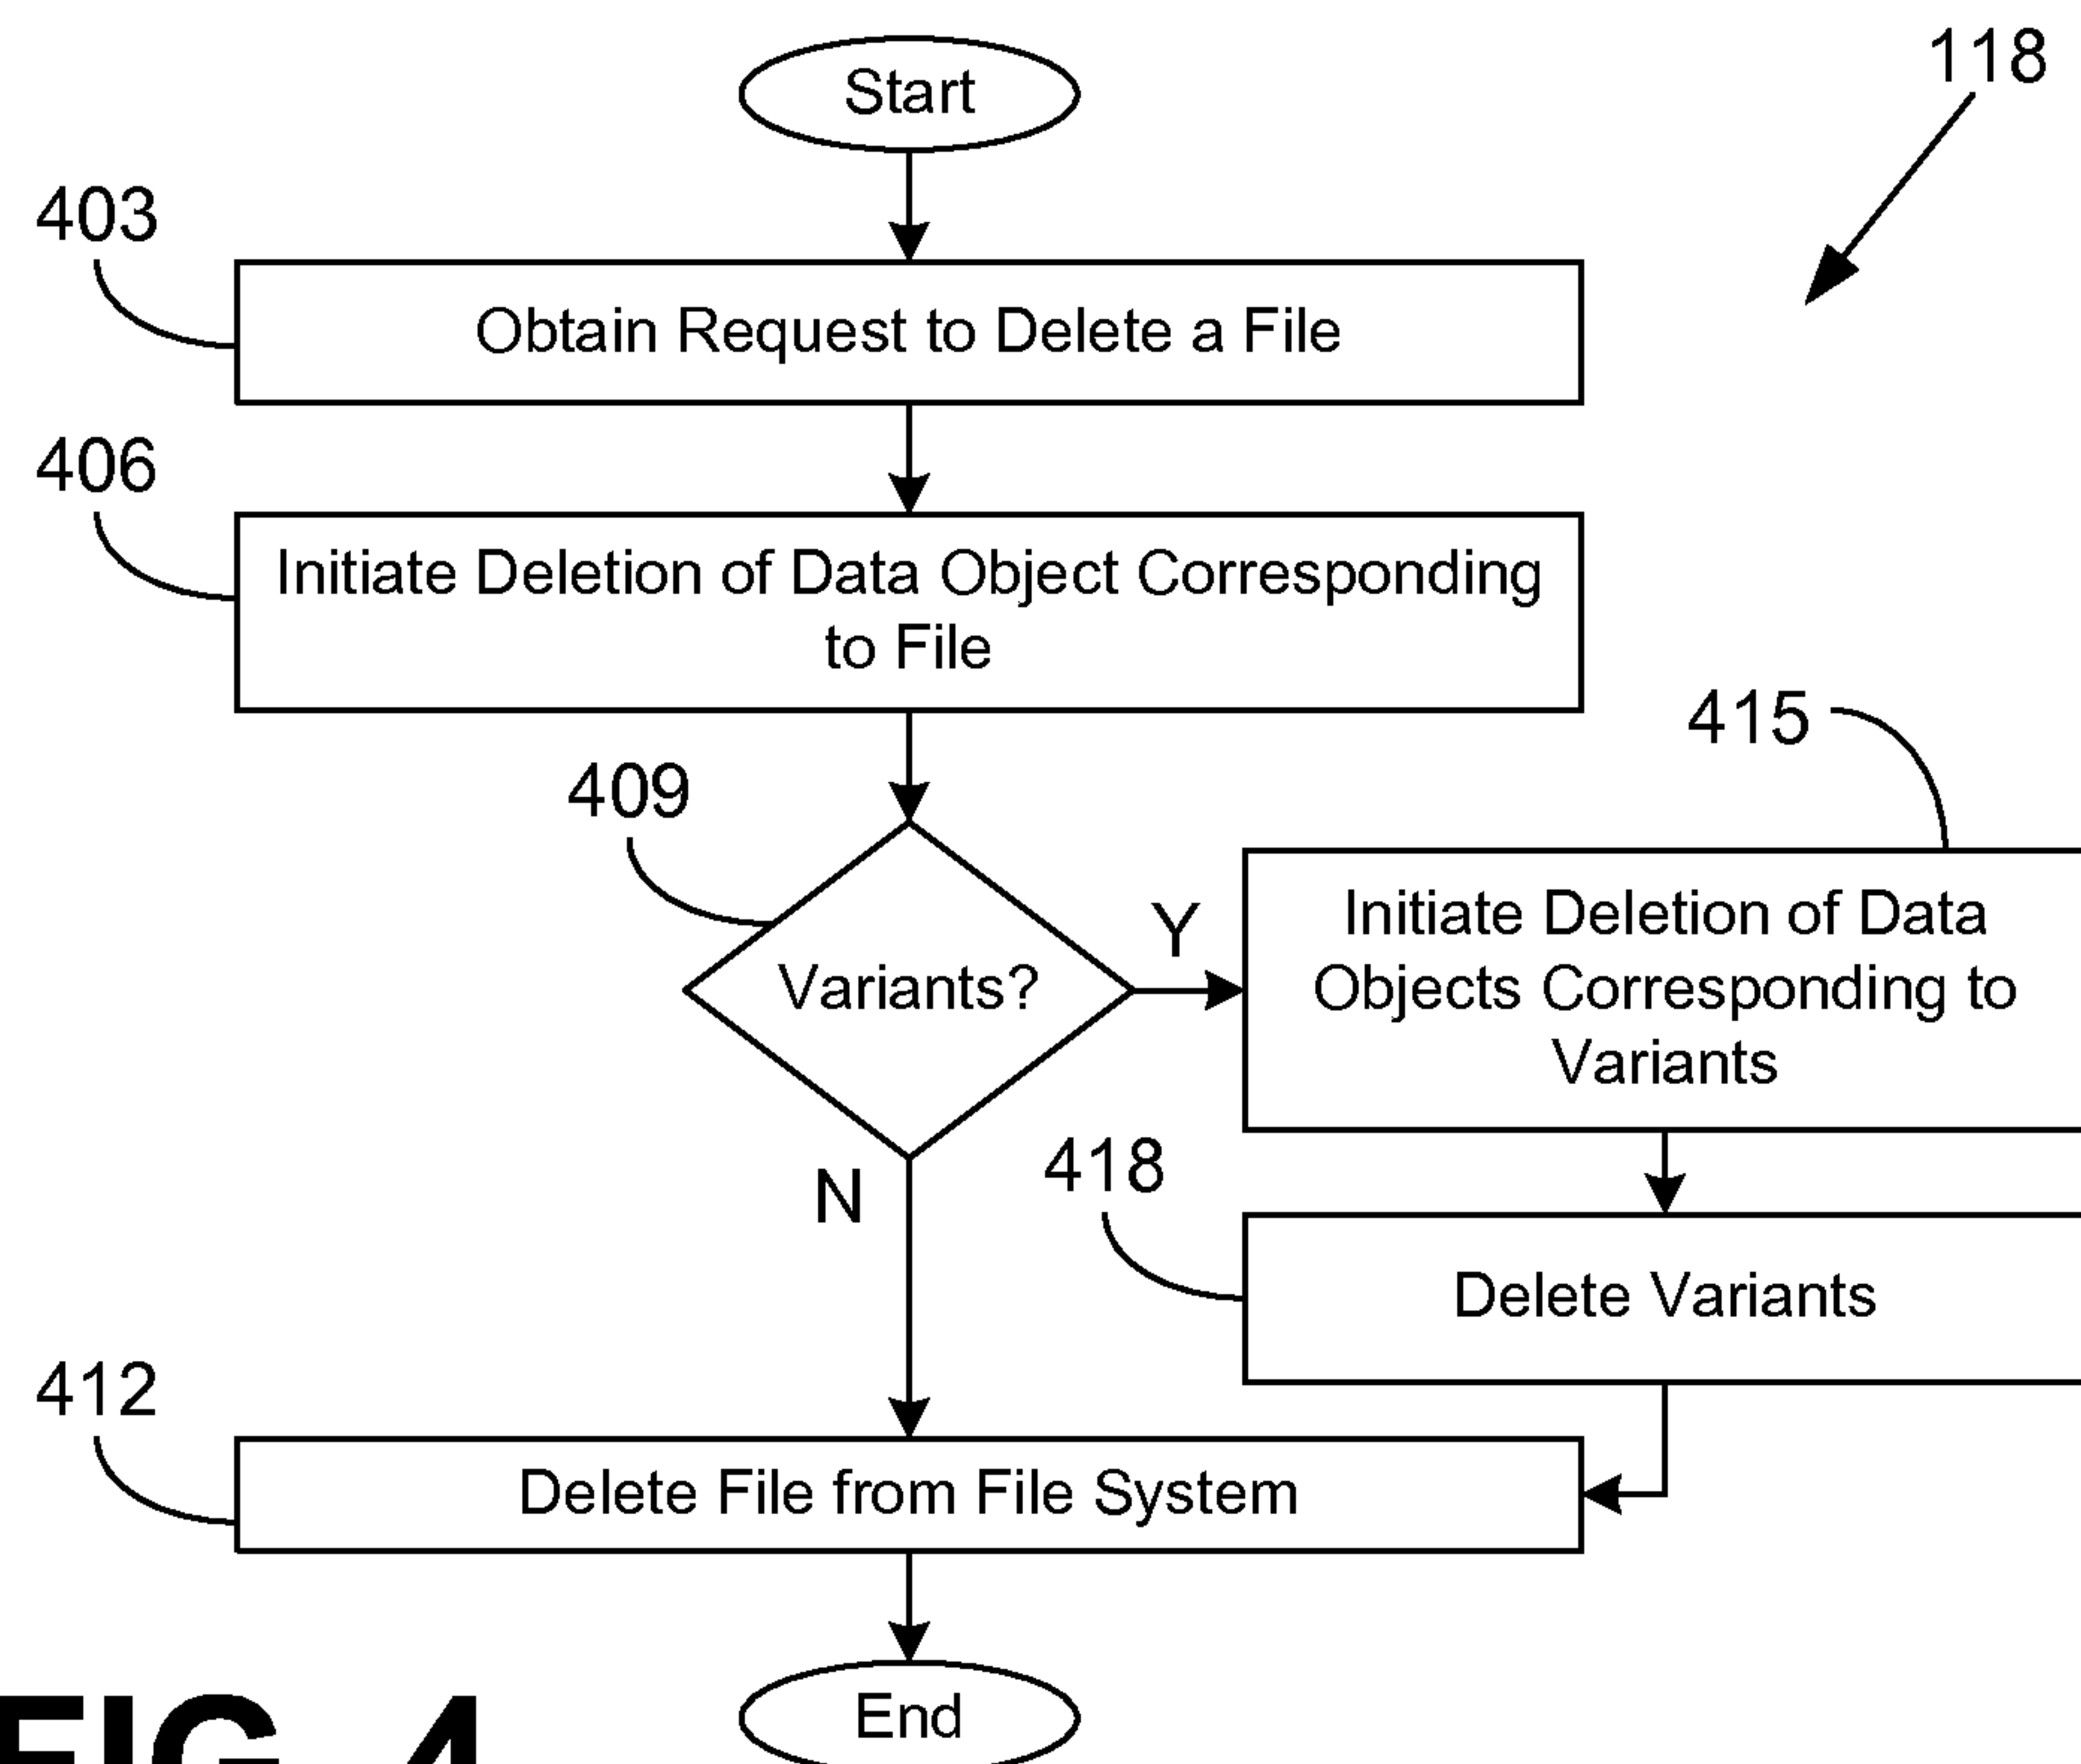 Start
118
403
Obtain Request to Delete a File
406
Initiate Deletion of Data Object Corresponding
to File
415
409
Variants?
Y
Initiate Deletion of Data
Objects Corresponding to
Variants
N
418
Delete Variants
412
Delete File from File System
End
FIG. 4